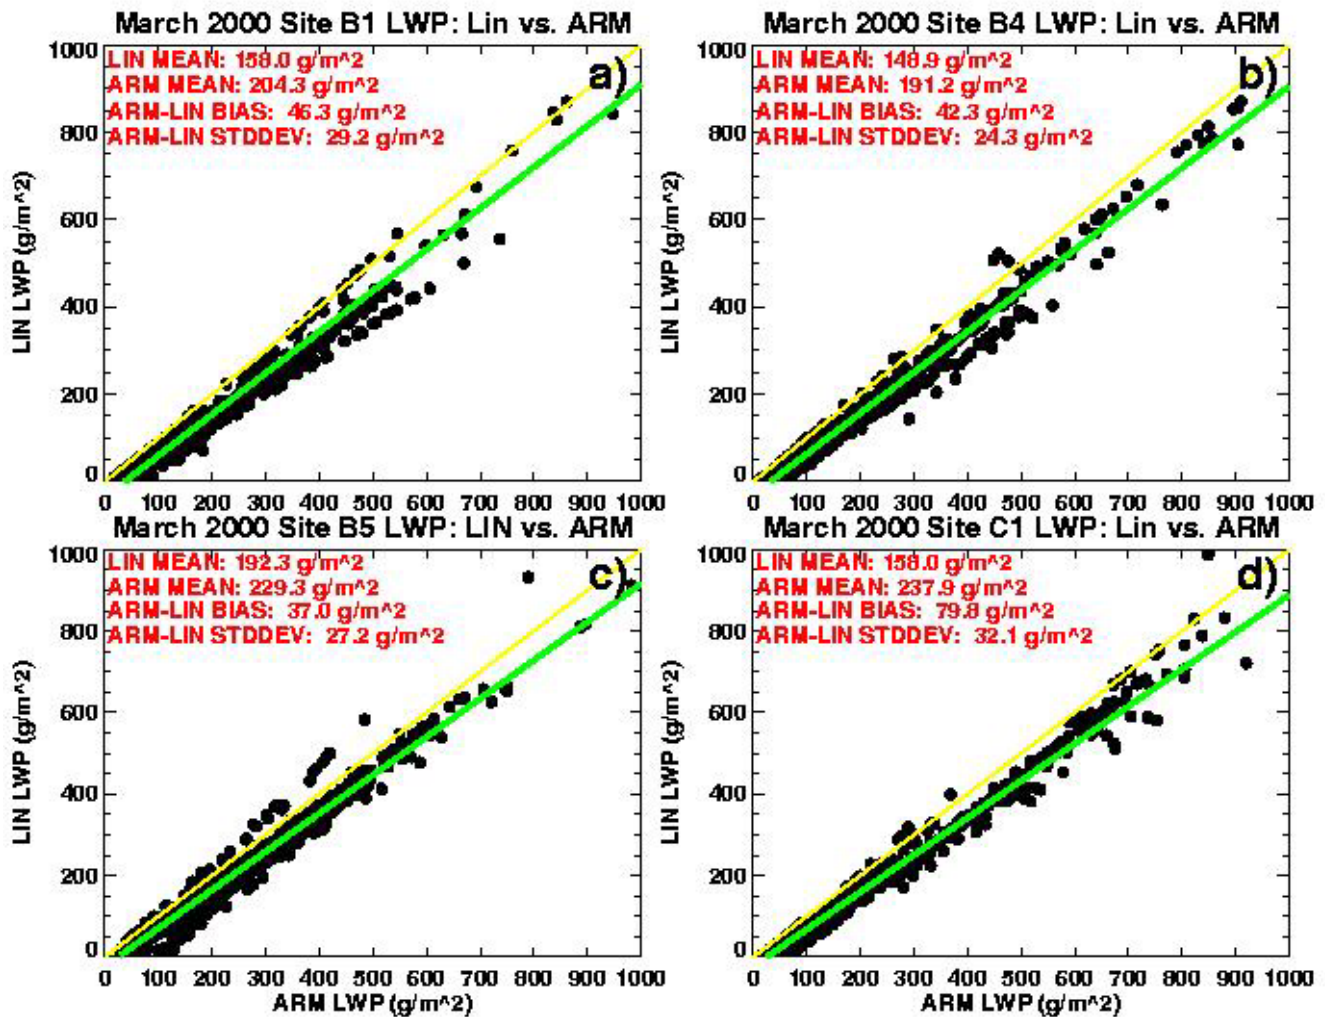 March 2000 Site B1 LWP: Lin vs. ARM
LIN MEAN: 158.0 g/m^2
ARM MEAN: 204.3 g/m^2
ARM-LIN BIAS: 46.3 g/m^2
ARM-LIN STDDEV: 29.2 g/m^2
a)
1000
800
600
400
200
0
LIN LWP (g/m^2)
0 100 200 300 400 500 600 700 800 900 1000
March 2000 Site B4 LWP: Lin vs. ARM
LIN MEAN: 148.9 g/m^2
ARM MEAN: 191.2 g/m^2
ARM-LIN BIAS: 42.3 g/m^2
ARM-LIN STDDEV: 24.3 g/m^2
b)
1000
800
600
400
200
0
LIN LWP (g/m^2)
0 100 200 300 400 500 600 700 800 900 1000
March 2000 Site B5 LWP: LIN vs. ARM
LIN MEAN: 192.3 g/m^2
ARM MEAN: 229.3 g/m^2
ARM-LIN BIAS: 37.0 g/m^2
ARM-LIN STDDEV: 27.2 g/m^2
c)
1000
800
600
400
200
0
LIN LWP (g/m^2)
0 100 200 300 400 500 600 700 800 900 1000
ARM LWP (g/m^2)
March 2000 Site C1 LWP: Lin vs. ARM
LIN MEAN: 158.0 g/m^2
ARM MEAN: 237.9 g/m^2
ARM-LIN BIAS: 79.8 g/m^2
ARM-LIN STDDEV: 32.1 g/m^2
d)
1000
800
600
400
200
0
LIN LWP (g/m^2)
0 100 200 300 400 500 600 700 800 900 1000
ARM LWP (g/m^2)